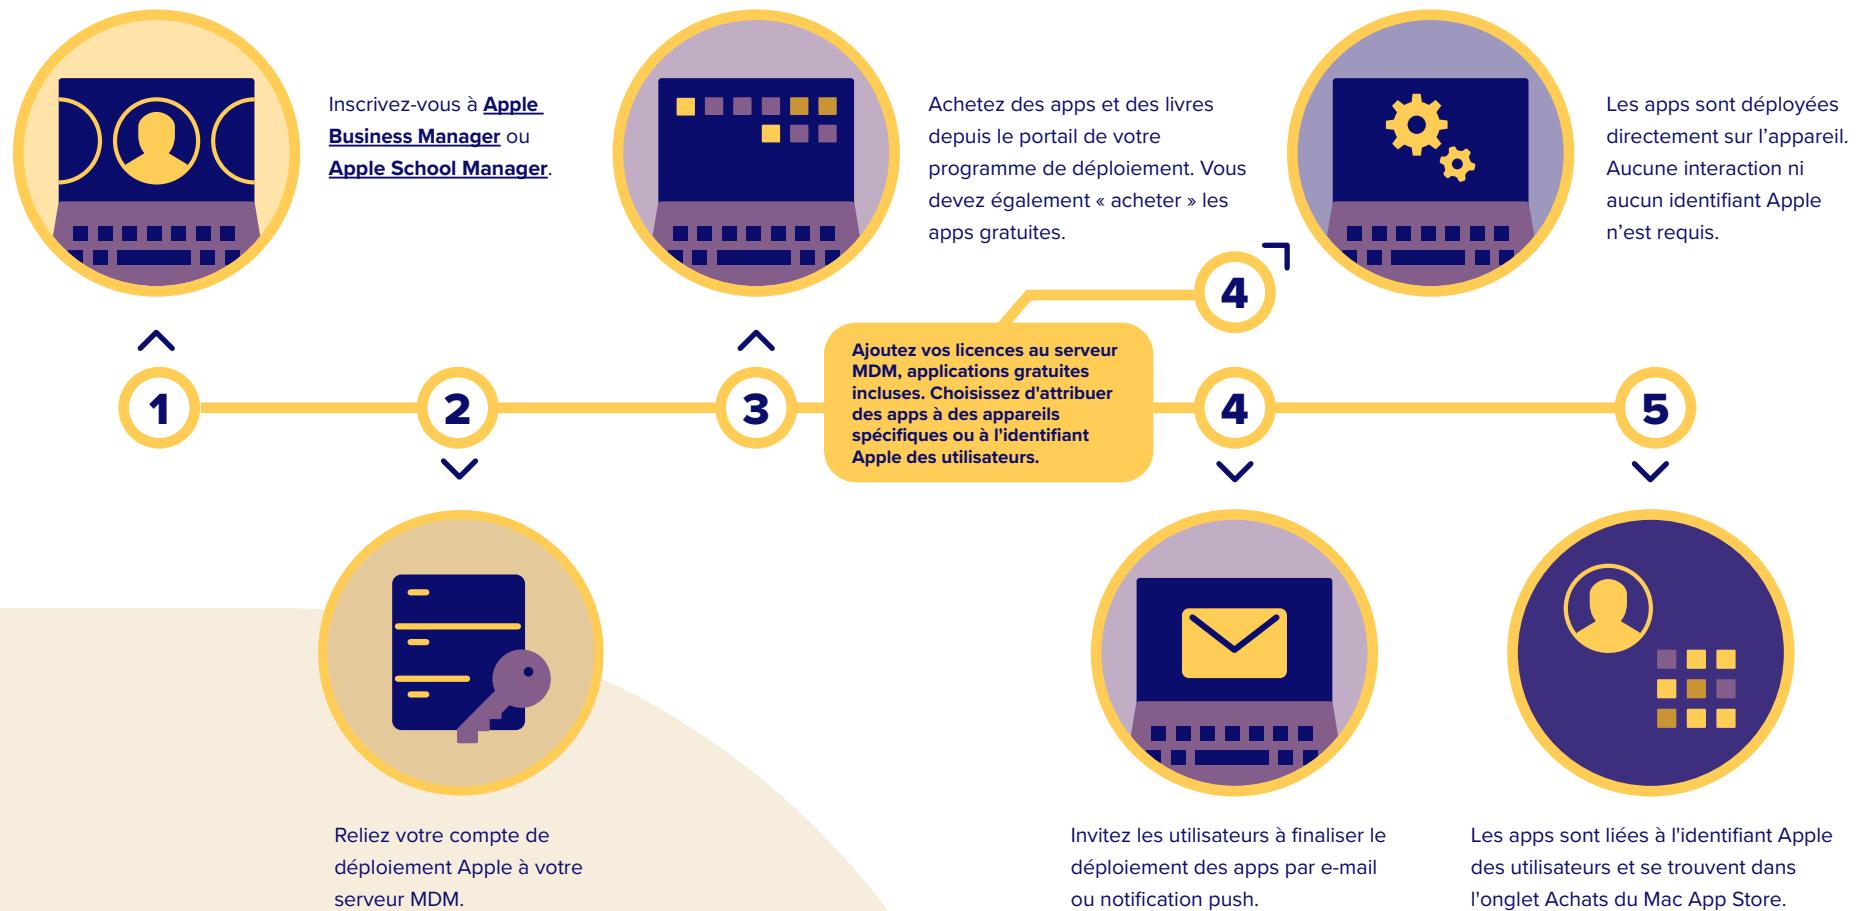 Inscrivez-vous à Apple
Business Manager ou
Apple School Manager.
Achetez des apps et des livres
depuis le portail de votre
programme de déploiement. Vous
devez également « acheter » les
apps gratuites.
Les apps sont déployées
directement sur l’appareil.
Aucune interaction ni
aucun identifiant Apple
n’est requis.
4
1
2
3
Ajoutez vos licences au serveur
MDM, applications gratuites
incluses. Choisissez d'attribuer
des apps à des appareils
spécifiques ou à l'identifiant
Apple des utilisateurs.
4
5
Reliez votre compte de
déploiement Apple à votre
serveur MDM.
Invitez les utilisateurs à finaliser le
déploiement des apps par e-mail
ou notification push.
Les apps sont liées à l'identifiant Apple
des utilisateurs et se trouvent dans
l'onglet Achats du Mac App Store.